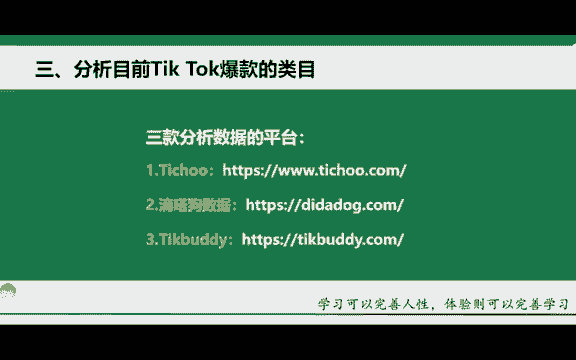 三、分析目前Tik Tok爆款的类目
三款分析数据的平台：
1.Tichoo：https://www.tichoo.com/
2.滴嗒狗数据：https://didadog.com/
3.Tikbuddy：https://tikbuddy.com/
学习可以完善人性，体验则可以完善学习